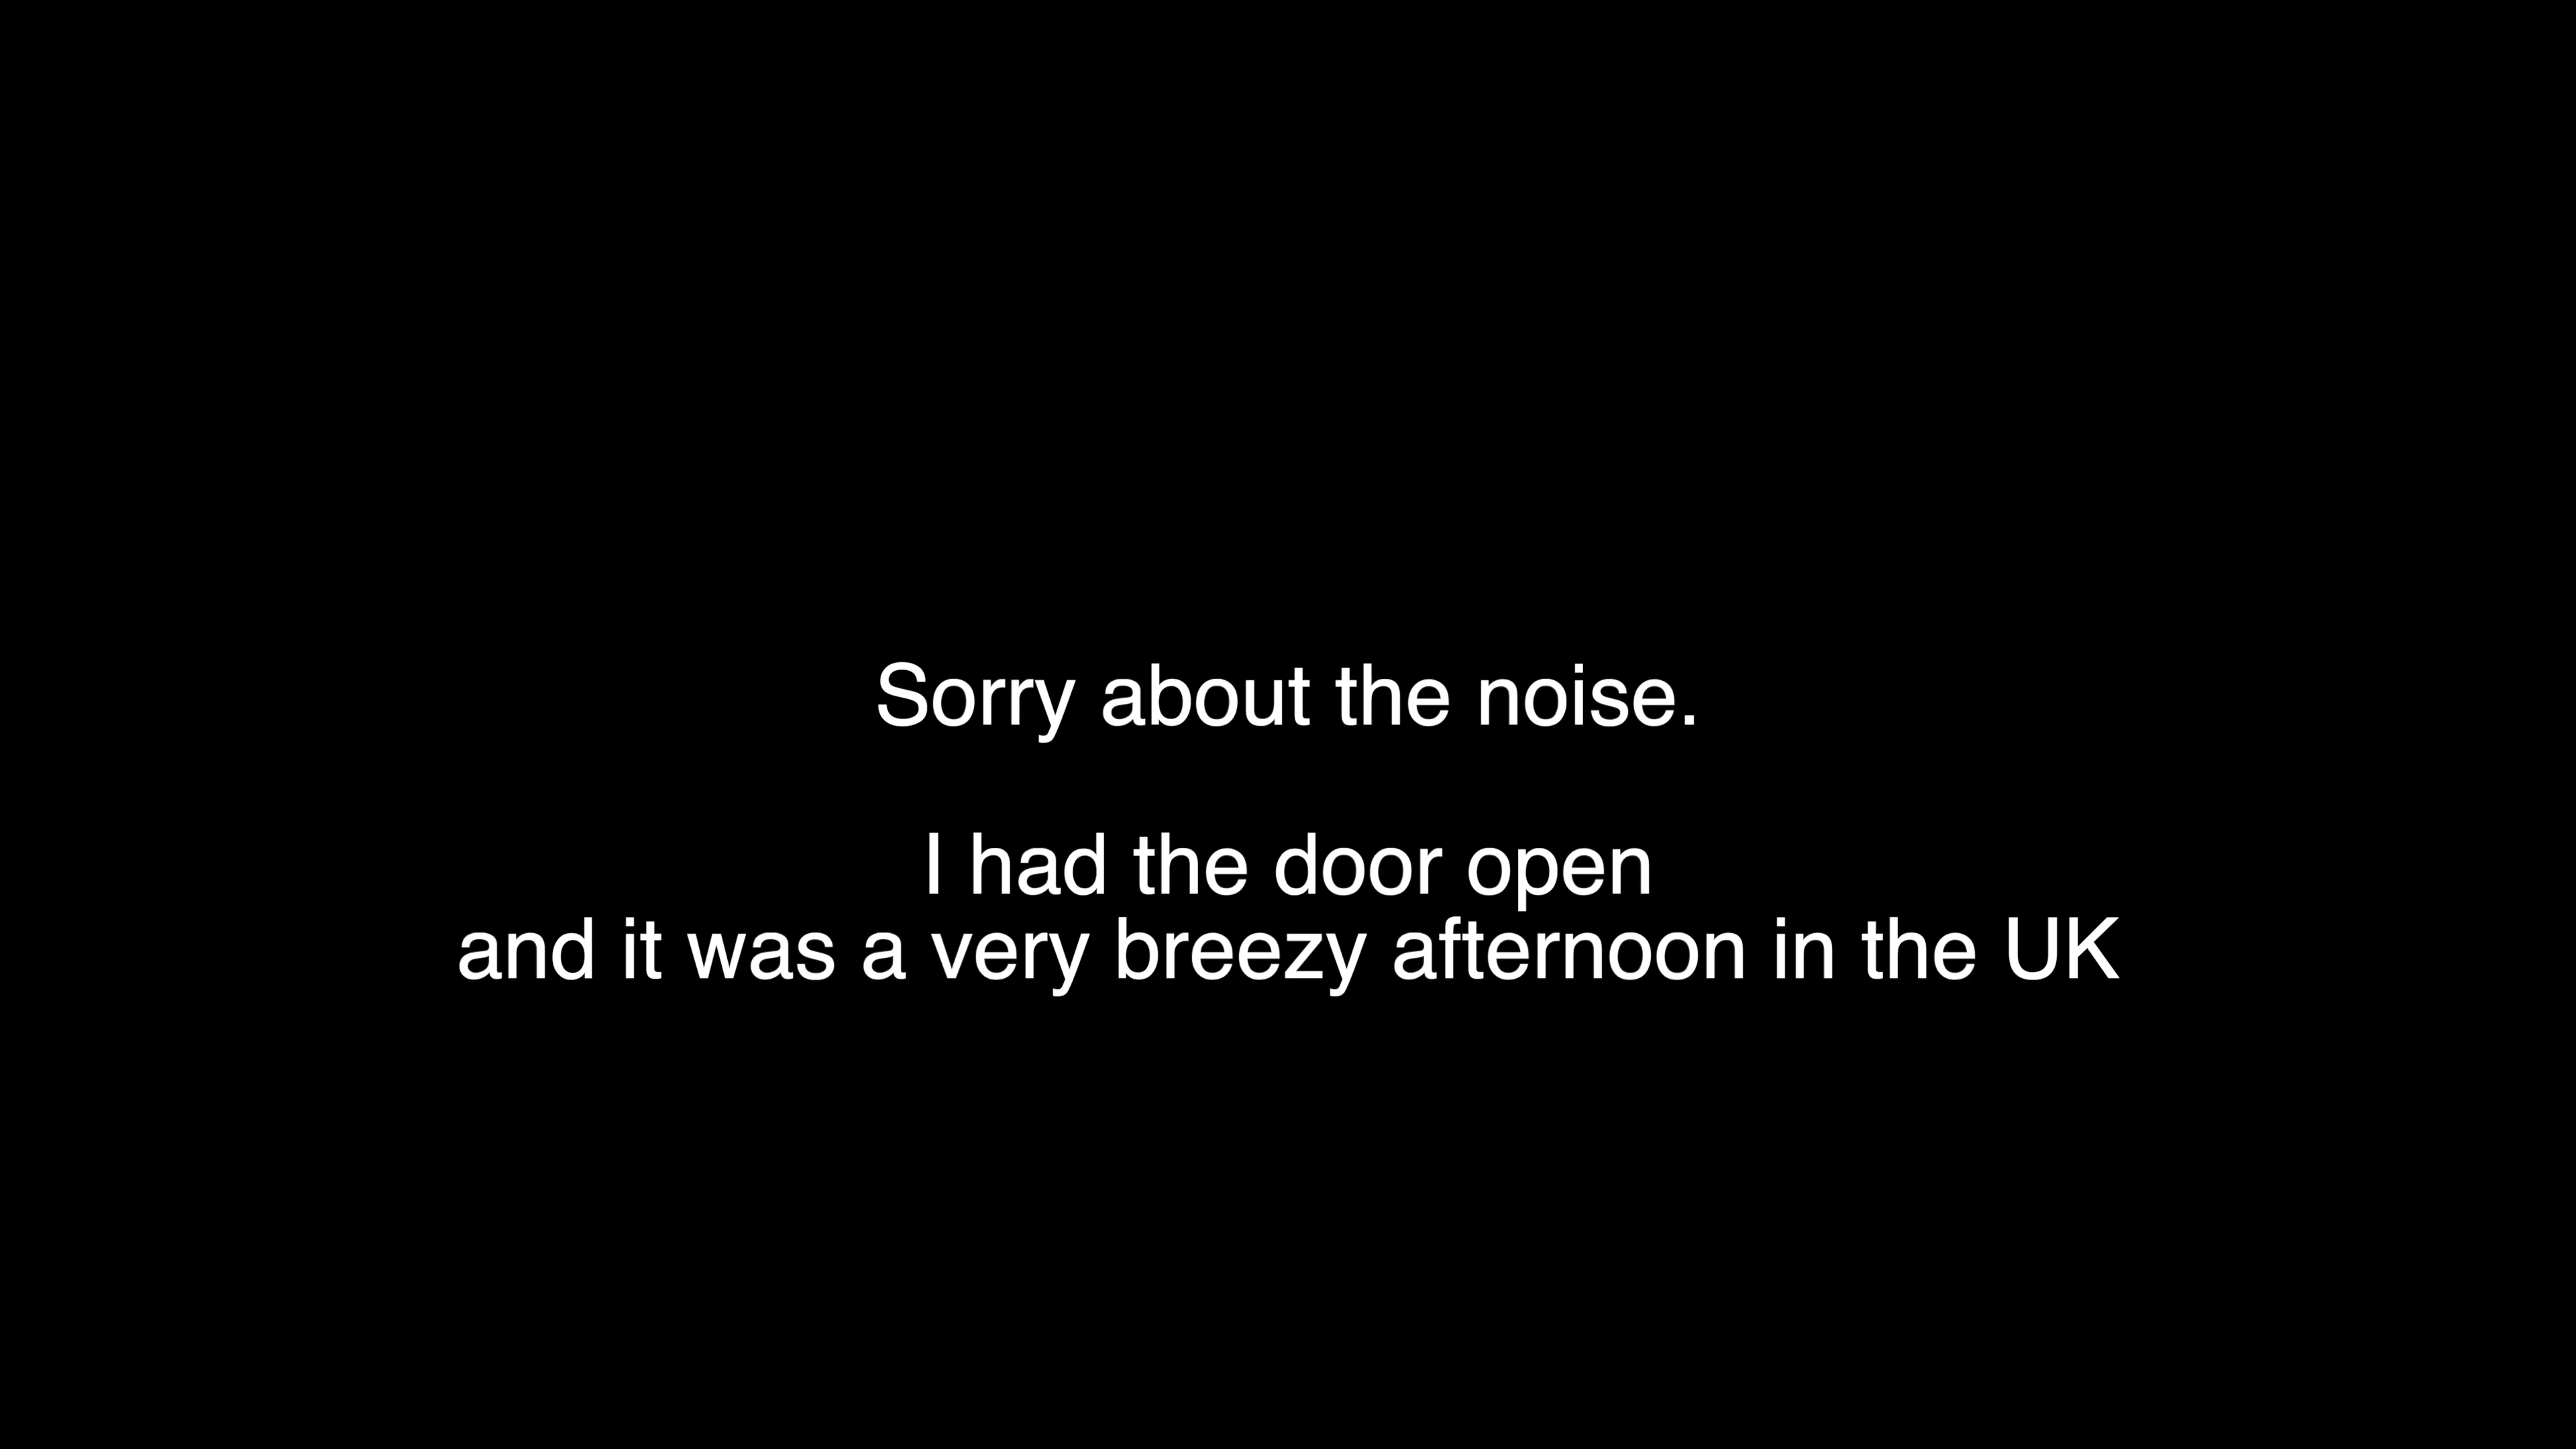 Sorry about the noise.
I had the door open
and it was a very breezy afternoon in the UK